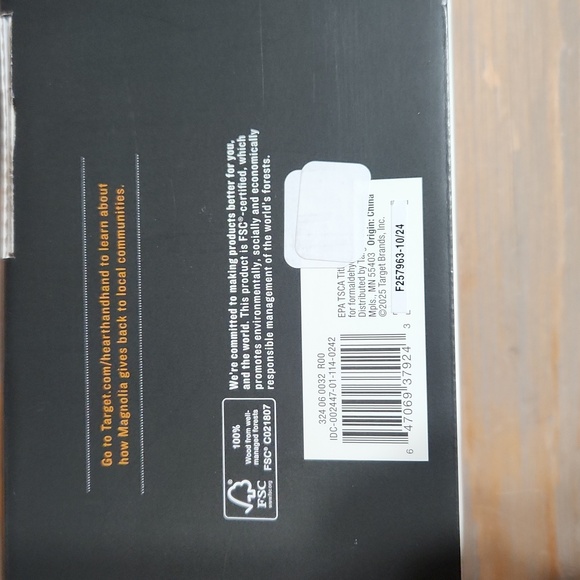 Go to Target.com/hearthandhand to learn about
how Magnolia gives back to local communities.
We're committed to making products better for you,
and the world. This product is FSC®-certified, which
promotes environmentally, socially and economically
responsible management of the world's forests.
FSC
www.fsc.org
100%
Wood from well-
managed forests
FSC® C021807
324 06 0032 R00
IDC-002447-01-114-0242
6 47069 37924 3
EPA TSCA Titl
for formaldehy
Distributed by
Mpls., MN 55403 Origin: China
©2025 Target Brands, Inc.
F257963-10/24